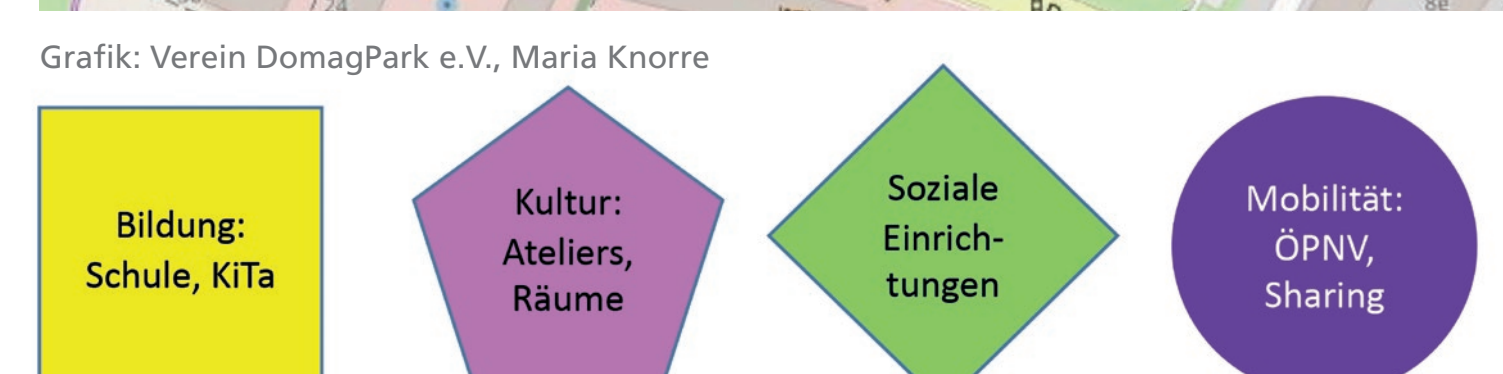 Grafik: Verein DomagPark e.V., Maria Knorre
Bildung:
Schule, KiTa
Kultur:
Ateliers,
Räume
Soziale
Einrich-
tungen
Mobilität:
ÖPNV,
Sharing